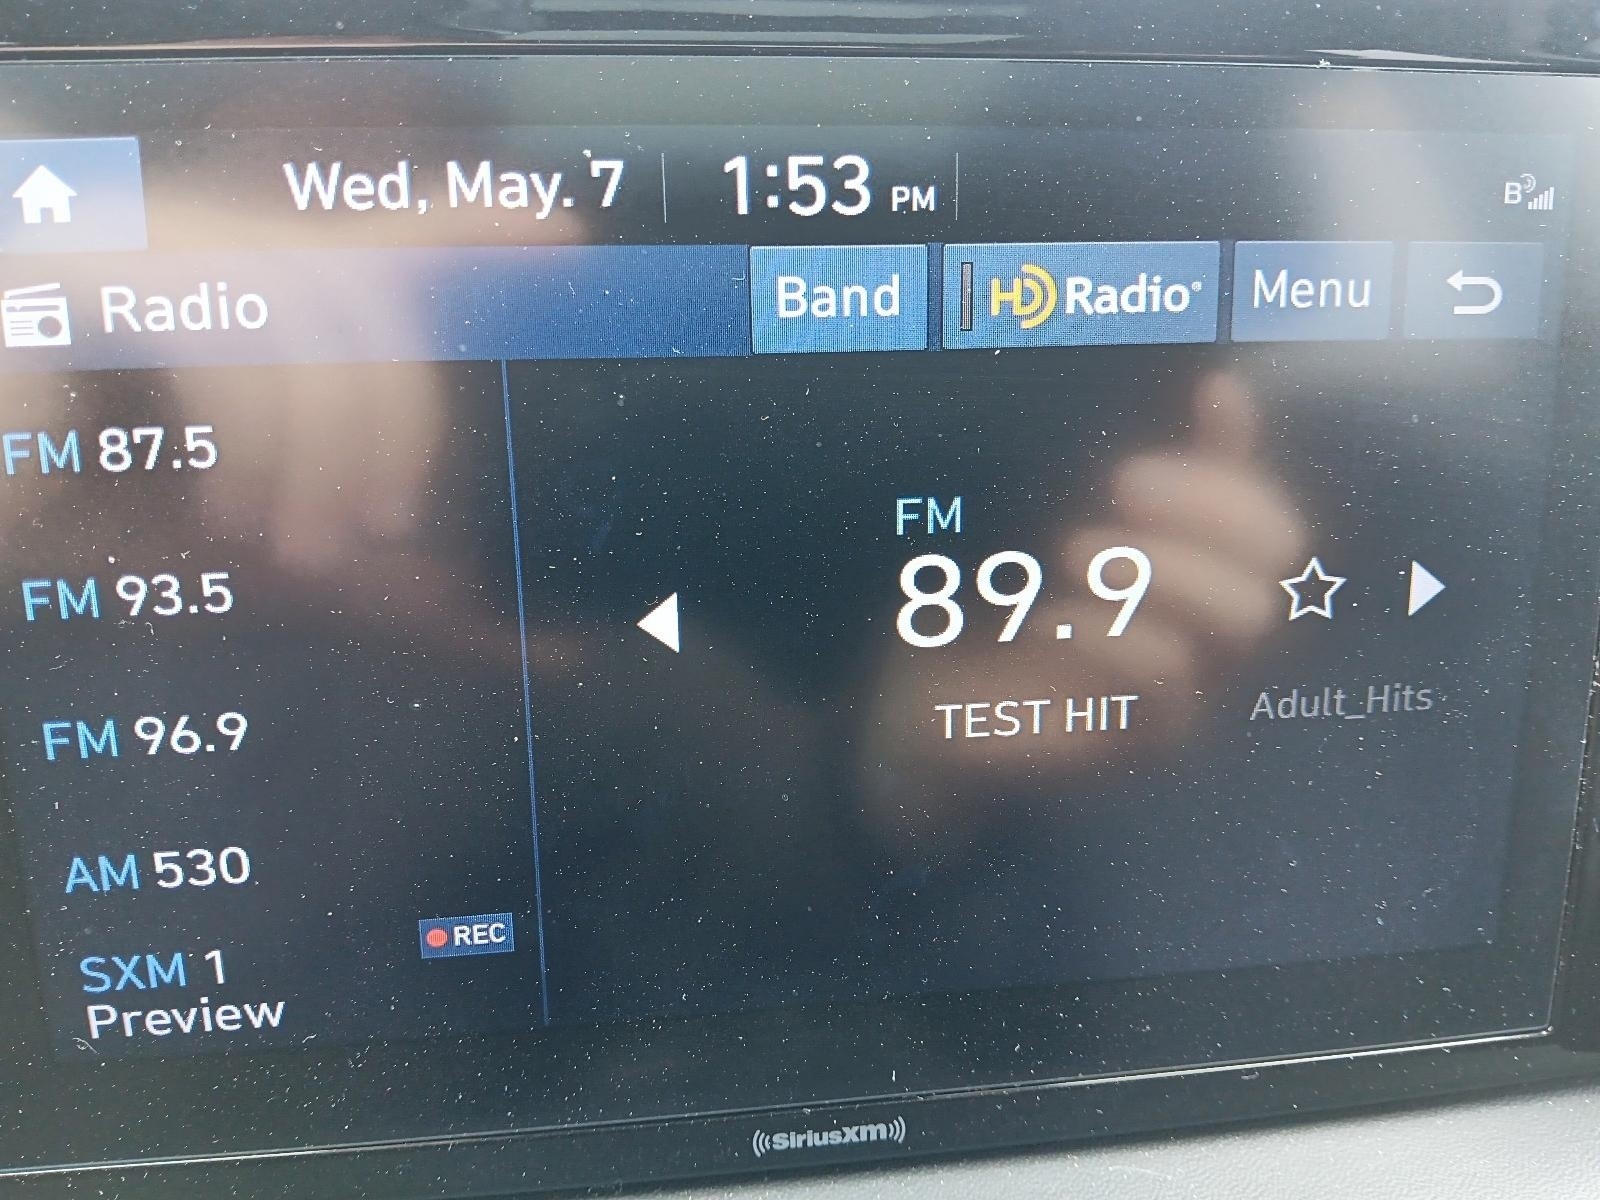 Wed, May. 7
1:53 PM
B
Radio
Band
HD Radio®
Menu
FM 87.5
FM 93.5
FM 96.9
AM 530
SXM 1
Preview
REC
FM
89.9
TEST HIT
Adult_Hits
((SiriusXM))